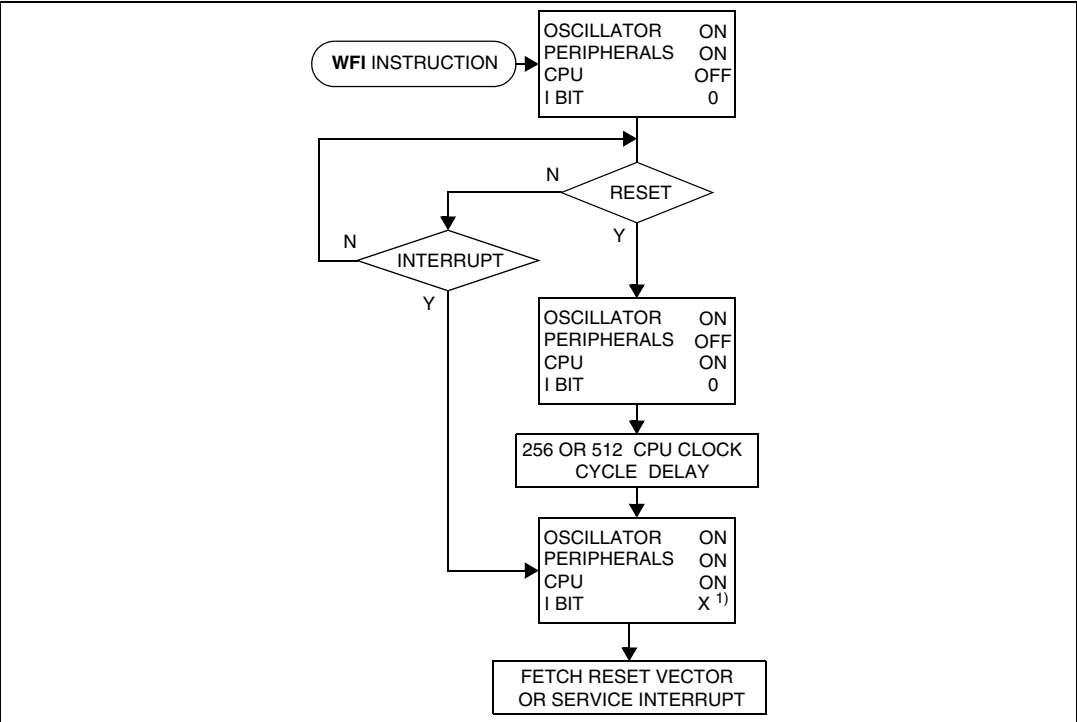 WFI INSTRUCTION
OSCILLATOR ON
PERIPHERALS ON
CPU OFF
I BIT 0
RESET
N
Y
INTERRUPT
N
Y
OSCILLATOR ON
PERIPHERALS OFF
CPU ON
I BIT 0
256 OR 512 CPU CLOCK
CYCLE DELAY
OSCILLATOR ON
PERIPHERALS ON
CPU ON
I BIT X 1)
FETCH RESET VECTOR
OR SERVICE INTERRUPT